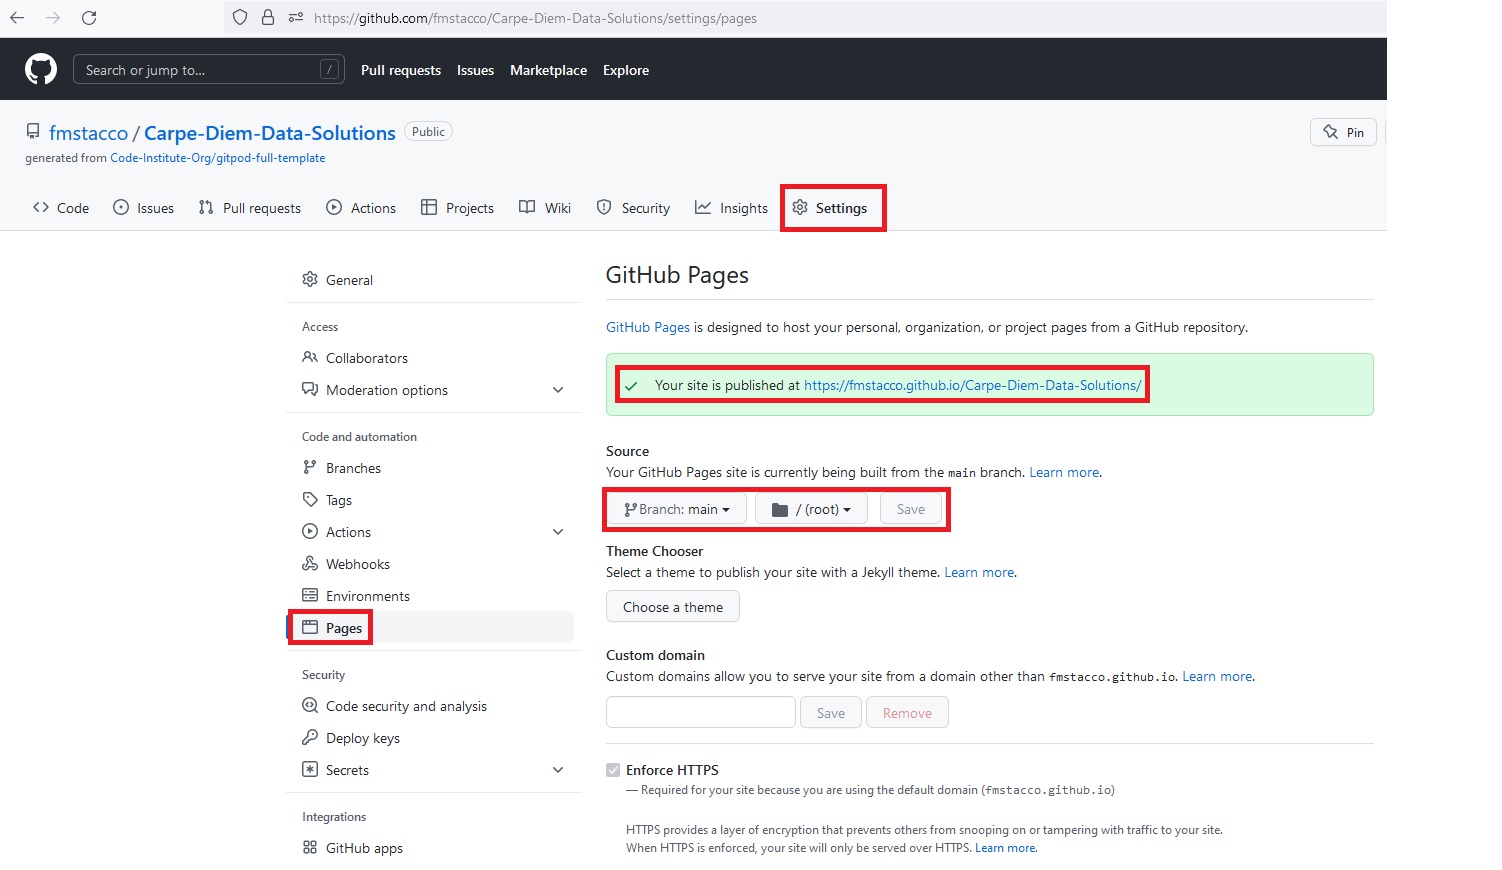 https://github.com/fmstacco/Carpe-Diem-Data-Solutions/settings/pages
Search or jump to... / Pull requests Issues Marketplace Explore
fmstacco / Carpe-Diem-Data-Solutions Public Pin
generated from Code-Institute-Org/gitpod-full-template
Code Issues Pull requests Actions Projects Wiki Security Insights Settings
General
Access
Collaborators
Moderation options
Code and automation
Branches
Tags
Actions
Webhooks
Environments
Pages
Security
Code security and analysis
Deploy keys
Secrets
Integrations
GitHub apps
GitHub Pages
GitHub Pages is designed to host your personal, organization, or project pages from a GitHub repository.
Your site is published at https://fmstacco.github.io/Carpe-Diem-Data-Solutions/
Source
Your GitHub Pages site is currently being built from the main branch. Learn more.
Branch: main / (root) Save
Theme Chooser
Select a theme to publish your site with a Jekyll theme. Learn more.
Choose a theme
Custom domain
Custom domains allow you to serve your site from a domain other than fmstacco.github.io. Learn more.
Save Remove
Enforce HTTPS
— Required for your site because you are using the default domain (fmstacco.github.io)
HTTPS provides a layer of encryption that prevents others from snooping on or tampering with traffic to your site.
When HTTPS is enforced, your site will only be served over HTTPS. Learn more.